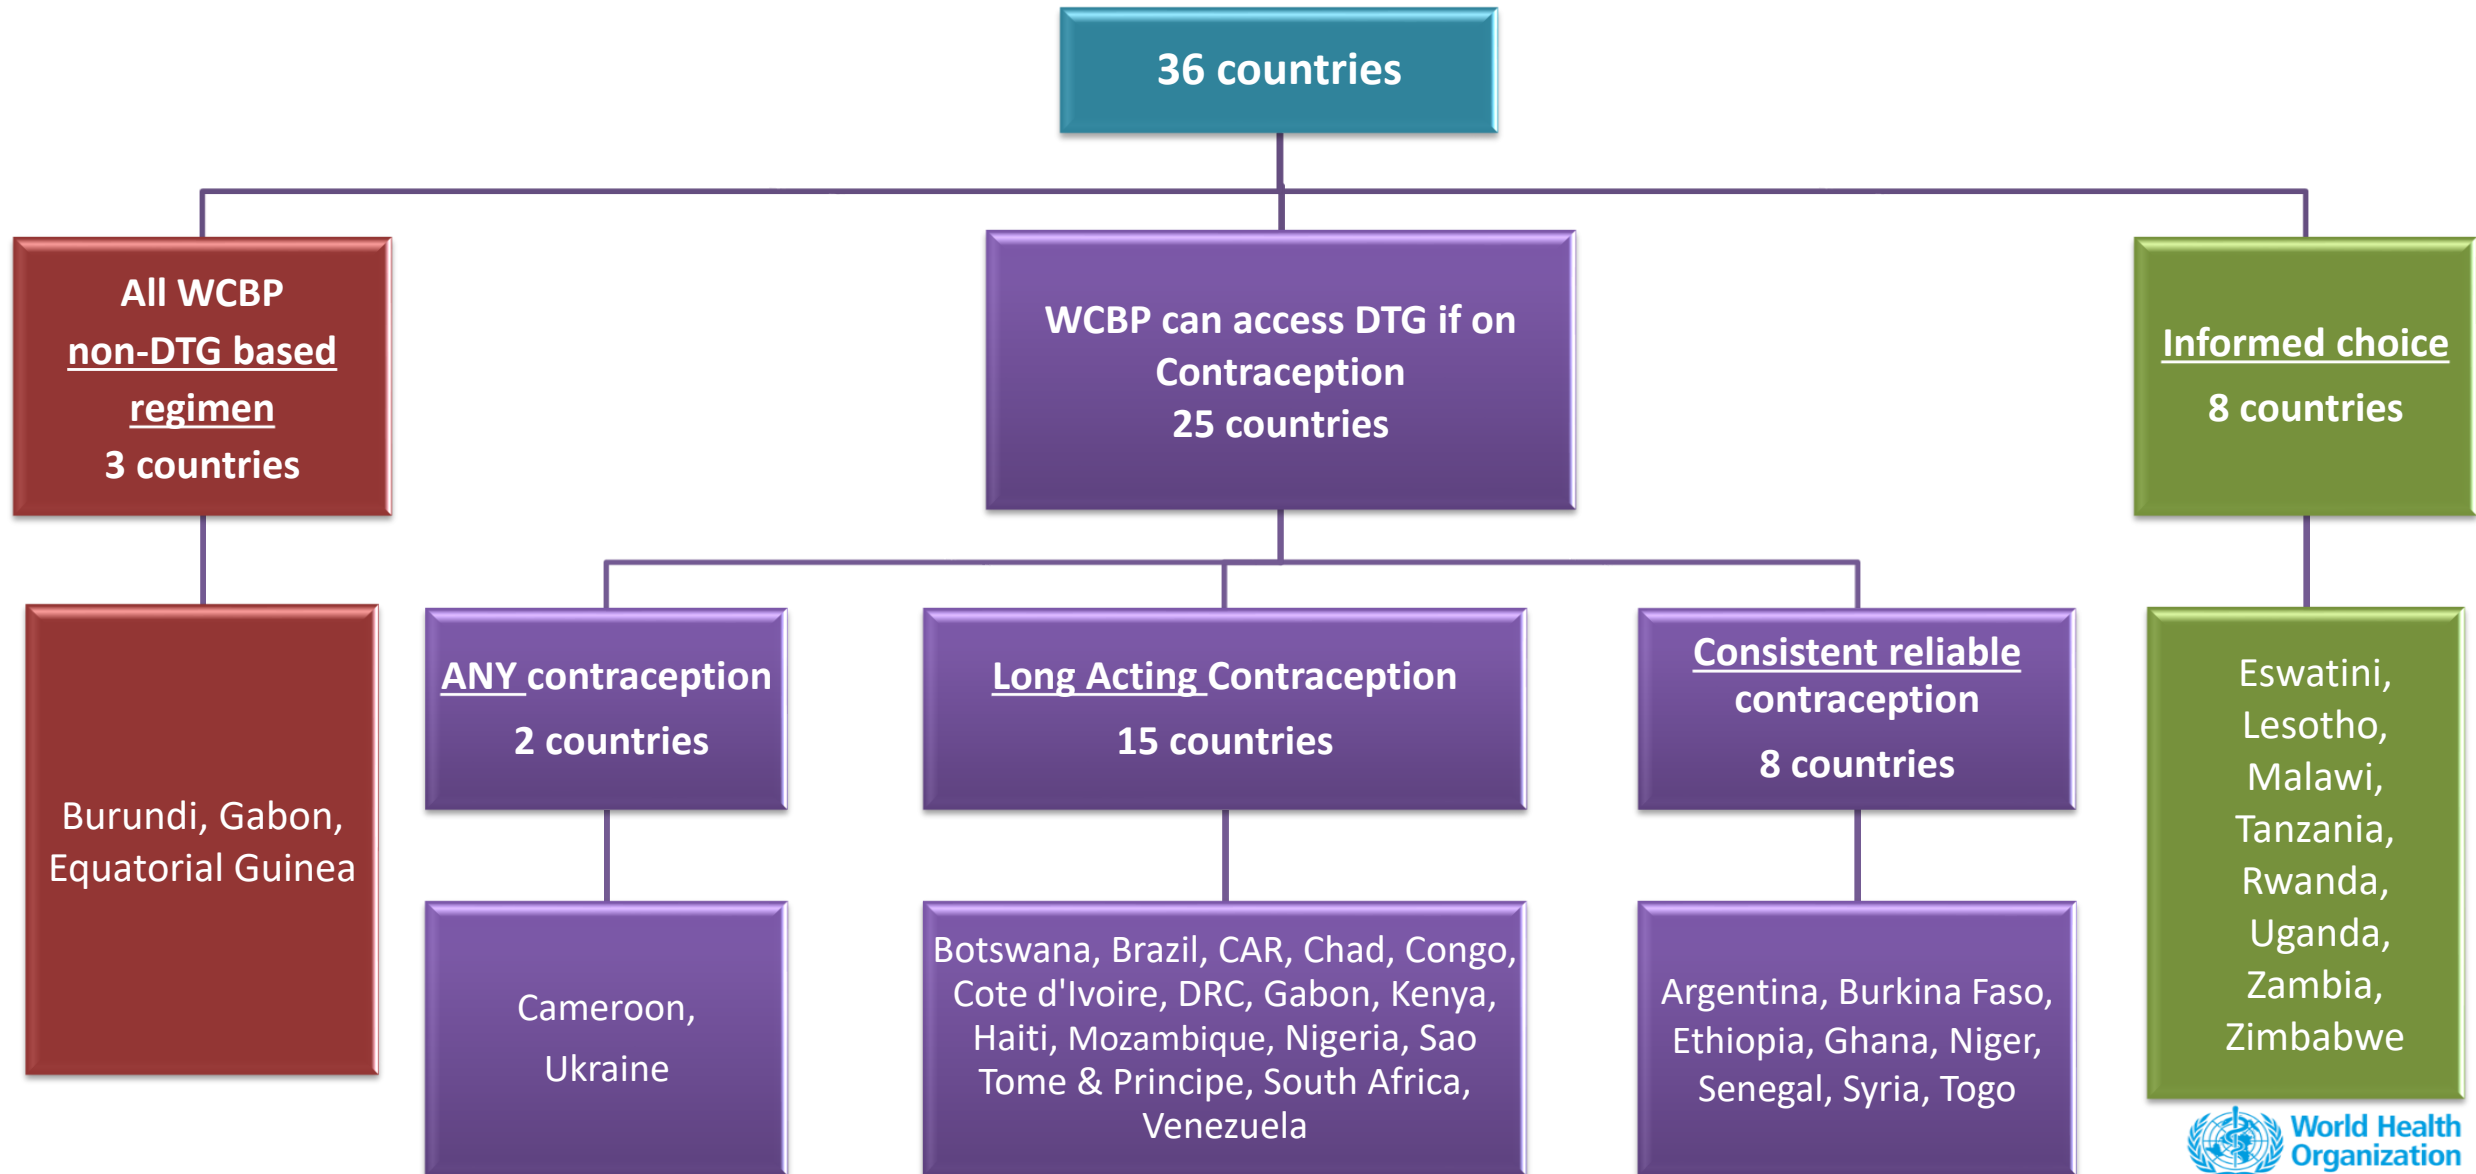 36 countries
All WCBP
non-DTG based
regimen
3 countries
WCBP can access DTG if on
Contraception
25 countries
Informed choice
8 countries
ANY contraception
2 countries
Long Acting Contraception
15 countries
Consistent reliable
contraception
8 countries
Burundi, Gabon,
Equatorial Guinea
Cameroon,
Ukraine
Botswana, Brazil, CAR, Chad, Congo,
Cote d'Ivoire, DRC, Gabon, Kenya,
Haiti, Mozambique, Nigeria, Sao
Tome & Principe, South Africa,
Venezuela
Argentina, Burkina Faso,
Ethiopia, Ghana, Niger,
Senegal, Syria, Togo
Eswatini,
Lesotho,
Malawi,
Tanzania,
Rwanda,
Uganda,
Zambia,
Zimbabwe
World Health
Organization